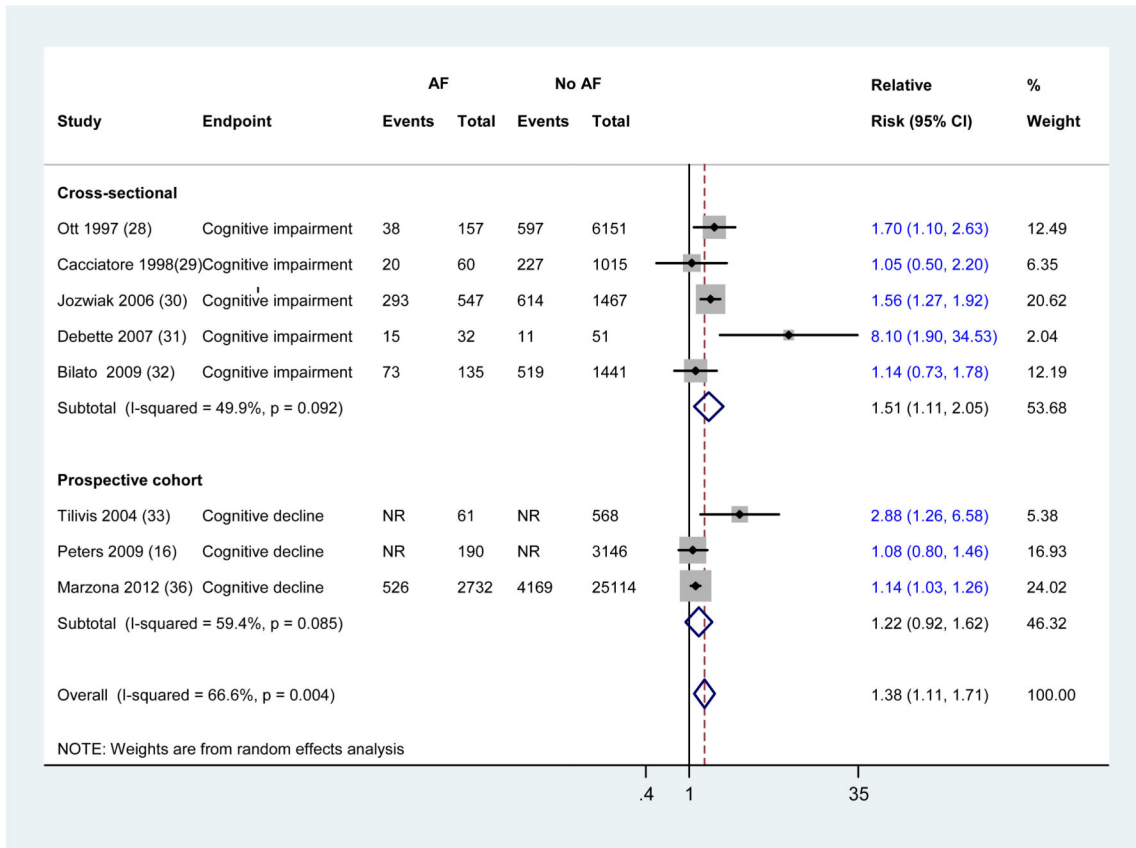 AF No AF Relative %
Study Endpoint Events Total Events Total Risk (95% CI) Weight
Cross-sectional
Ott 1997 (28) Cognitive impairment 38 157 597 6151 1.70 (1.10, 2.63) 12.49
Cacciatore 1998(29)Cognitive impairment 20 60 227 1015 1.05 (0.50, 2.20) 6.35
Jozwiak 2006 (30) Cognitive impairment 293 547 614 1467 1.56 (1.27, 1.92) 20.62
Debette 2007 (31) Cognitive impairment 15 32 11 51 8.10 (1.90, 34.53) 2.04
Bilato 2009 (32) Cognitive impairment 73 135 519 1441 1.14 (0.73, 1.78) 12.19
Subtotal (I-squared = 49.9%, p = 0.092) 1.51 (1.11, 2.05) 53.68
Prospective cohort
Tilivis 2004 (33) Cognitive decline NR 61 NR 568 2.88 (1.26, 6.58) 5.38
Peters 2009 (16) Cognitive decline NR 190 NR 3146 1.08 (0.80, 1.46) 16.93
Marzona 2012 (36) Cognitive decline 526 2732 4169 25114 1.14 (1.03, 1.26) 24.02
Subtotal (I-squared = 59.4%, p = 0.085) 1.22 (0.92, 1.62) 46.32
Overall (I-squared = 66.6%, p = 0.004) 1.38 (1.11, 1.71) 100.00
NOTE: Weights are from random effects analysis
.4 1 35